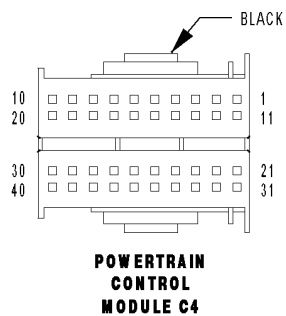 BLACK
10 1
20 11
30 21
40 31
POWERTRAIN
CONTROL
MODULE C4